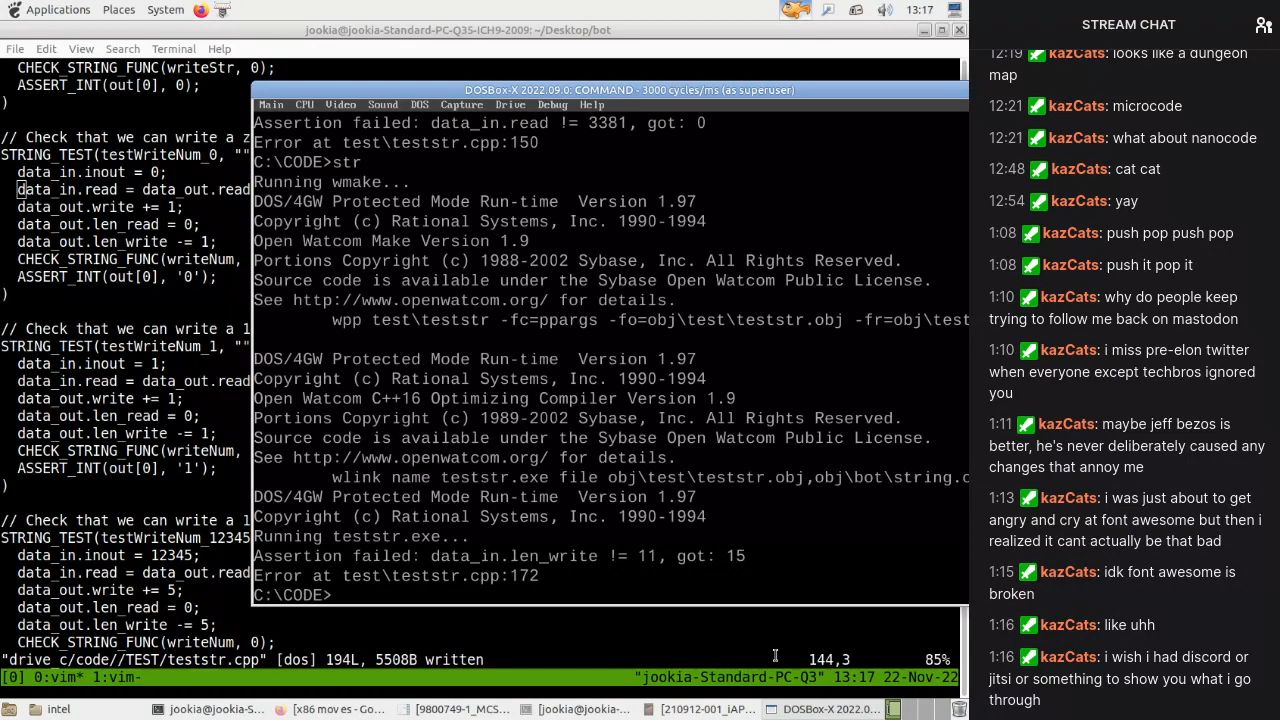 Applications Places System 13:17
jookia@jookia-Standard-PC-Q35-ICH9-2009: ~/Desktop/bot
File Edit View Search Terminal Help
CHECK_STRING_FUNC(writeStr, 0);
ASSERT_INT(out[0], 0);
)
// Check that we can write a z
STRING_TEST(testWriteNum_0, ""
data_in.inout = 0;
data_in.read = data_out.read
data_out.write += 1;
data_out.len_read = 0;
data_out.len_write -= 1;
CHECK_STRING_FUNC(writeNum,
ASSERT_INT(out[0], '0');
)
// Check that we can write a 1
STRING_TEST(testWriteNum_1, ""
data_in.inout = 1;
data_in.read = data_out.read
data_out.write += 1;
data_out.len_read = 0;
data_out.len_write -= 1;
CHECK_STRING_FUNC(writeNum,
ASSERT_INT(out[0], '1');
)
// Check that we can write a 1
STRING_TEST(testWriteNum_12345
data_in.inout = 12345;
data_in.read = data_out.read
data_out.write += 5;
data_out.len_read = 0;
data_out.len_write -= 5;
CHECK_STRING_FUNC(writeNum, 0);
"drive_c/code//TEST/teststr.cpp" [dos] 194L, 5508B written 144,3 85%
[0] 0:vim* 1:vim- "jookia-Standard-PC-Q3" 13:17 22-Nov-22
DOSBox-X 2022.09.0: COMMAND - 3000 cycles/ms (as superuser)
Main CPU Video Sound DOS Capture Drive Debug Help
Assertion failed: data_in.read != 3381, got: 0
Error at test\teststr.cpp:150
C:\CODE>str
Running wmake...
DOS/4GW Protected Mode Run-time Version 1.97
Copyright (c) Rational Systems, Inc. 1990-1994
Open Watcom Make Version 1.9
Portions Copyright (c) 1988-2002 Sybase, Inc. All Rights Reserved.
Source code is available under the Sybase Open Watcom Public License.
See http://www.openwatcom.org/ for details.
wpp test\teststr -fc=ppargs -fo=obj\test\teststr.obj -fr=obj\test
DOS/4GW Protected Mode Run-time Version 1.97
Copyright (c) Rational Systems, Inc. 1990-1994
Open Watcom C++16 Optimizing Compiler Version 1.9
Portions Copyright (c) 1989-2002 Sybase, Inc. All Rights Reserved.
Source code is available under the Sybase Open Watcom Public License.
See http://www.openwatcom.org/ for details.
wlink name teststr.exe file obj\test\teststr.obj,obj\bot\string.o
DOS/4GW Protected Mode Run-time Version 1.97
Copyright (c) Rational Systems, Inc. 1990-1994
Running teststr.exe...
Assertion failed: data_in.len_write != 11, got: 15
Error at test\teststr.cpp:172
C:\CODE>
intel jookia@jookia-S... [x86 moves - Go... [9800749-1_MCS... [jookia@jookia-... [210912-001_iAP... DOSBox-X 2022.0...
STREAM CHAT
12:19 kazCats: looks like a dungeon
map
12:21 kazCats: microcode
12:21 kazCats: what about nanocode
12:48 kazCats: cat cat
12:54 kazCats: yay
1:08 kazCats: push pop push pop
1:08 kazCats: push it pop it
1:10 kazCats: why do people keep
trying to follow me back on mastodon
1:10 kazCats: i miss pre-elon twitter
when everyone except techbros ignored
you
1:11 kazCats: maybe jeff bezos is
better, he's never deliberately caused any
changes that annoy me
1:13 kazCats: i was just about to get
angry and cry at font awesome but then i
realized it cant actually be that bad
1:15 kazCats: idk font awesome is
broken
1:16 kazCats: like uhh
1:16 kazCats: i wish i had discord or
jitsi or something to show you what i go
through